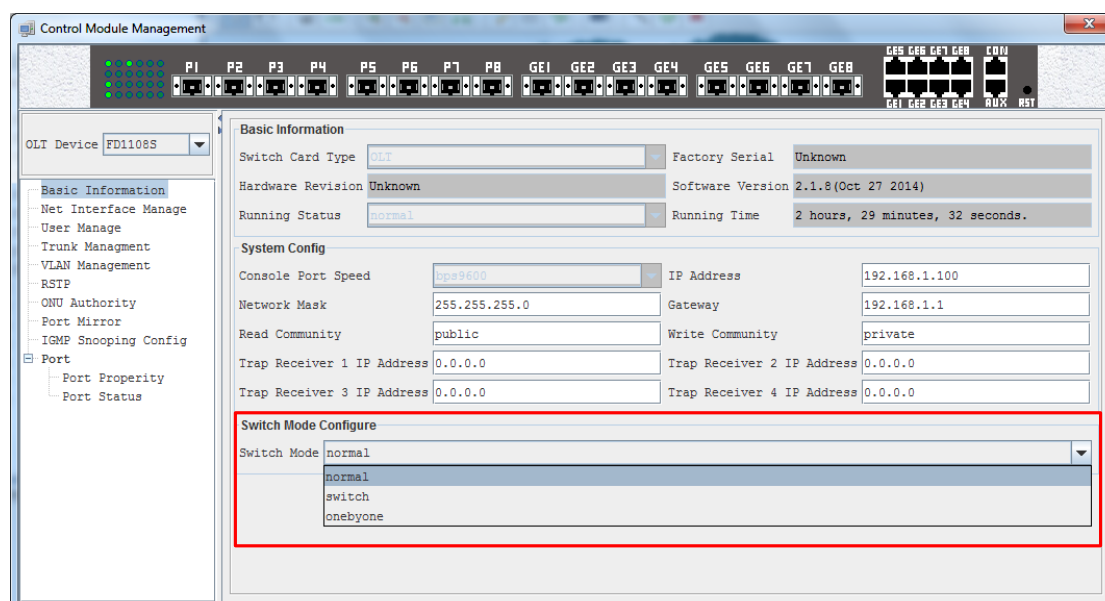 Control Module Management
GE5 GE6 GE7 GE8 CON
P1 P2 P3 P4 P5 P6 P7 P8 GE1 GE2 GE3 GE4 GE5 GE6 GE7 GE8
GE1 GE2 GE3 GE4 AUX RST
OLT Device FD1108S
Basic Information
Net Interface Manage
User Manage
Trunk Managment
VLAN Management
RSTP
ONU Authority
Port Mirror
IGMP Snooping Config
Port
Port Properity
Port Status
Basic Information
Switch Card Type OLT Factory Serial Unknown
Hardware Revision Unknown Software Version 2.1.8(Oct 27 2014)
Running Status normal Running Time 2 hours, 29 minutes, 32 seconds.
System Config
Console Port Speed bps9600 IP Address 192.168.1.100
Network Mask 255.255.255.0 Gateway 192.168.1.1
Read Community public Write Community private
Trap Receiver 1 IP Address 0.0.0.0 Trap Receiver 2 IP Address 0.0.0.0
Trap Receiver 3 IP Address 0.0.0.0 Trap Receiver 4 IP Address 0.0.0.0
Switch Mode Configure
Switch Mode normal
normal
switch
onebyone